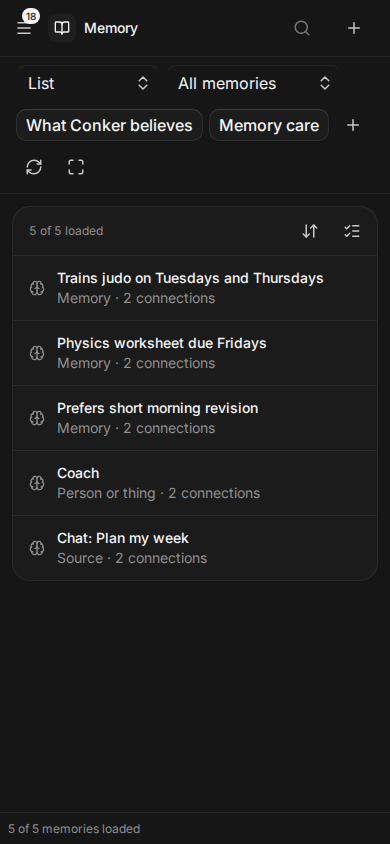 18
Memory
List
All memories
What Conker believes
Memory care
5 of 5 loaded
Trains judo on Tuesdays and Thursdays
Memory · 2 connections
Physics worksheet due Fridays
Memory · 2 connections
Prefers short morning revision
Memory · 2 connections
Coach
Person or thing · 2 connections
Chat: Plan my week
Source · 2 connections
5 of 5 memories loaded